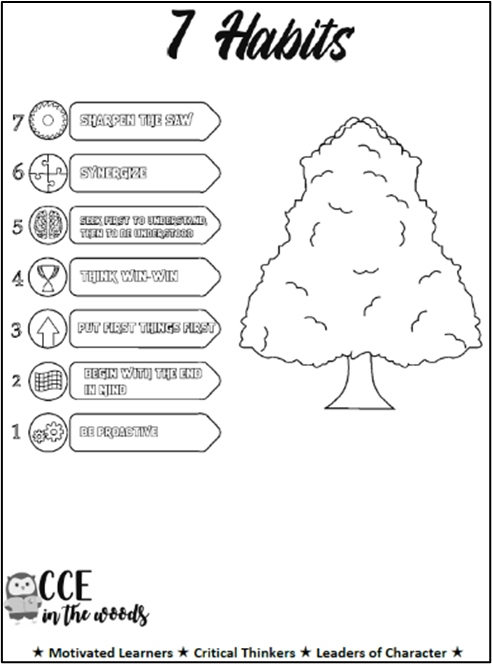 7 Habits
7 SHARPEN THE SAW
6 SYNERGIZE
5 SEEK FIRST TO UNDERSTAND,
THEN TO BE UNDERSTOOD
4 THINK WIN-WIN
3 PUT FIRST THINGS FIRST
2 BEGIN WITH THE END
IN MIND
1 BE PROACTIVE
CCE
in the woods
★ Motivated Learners ★ Critical Thinkers ★ Leaders of Character ★